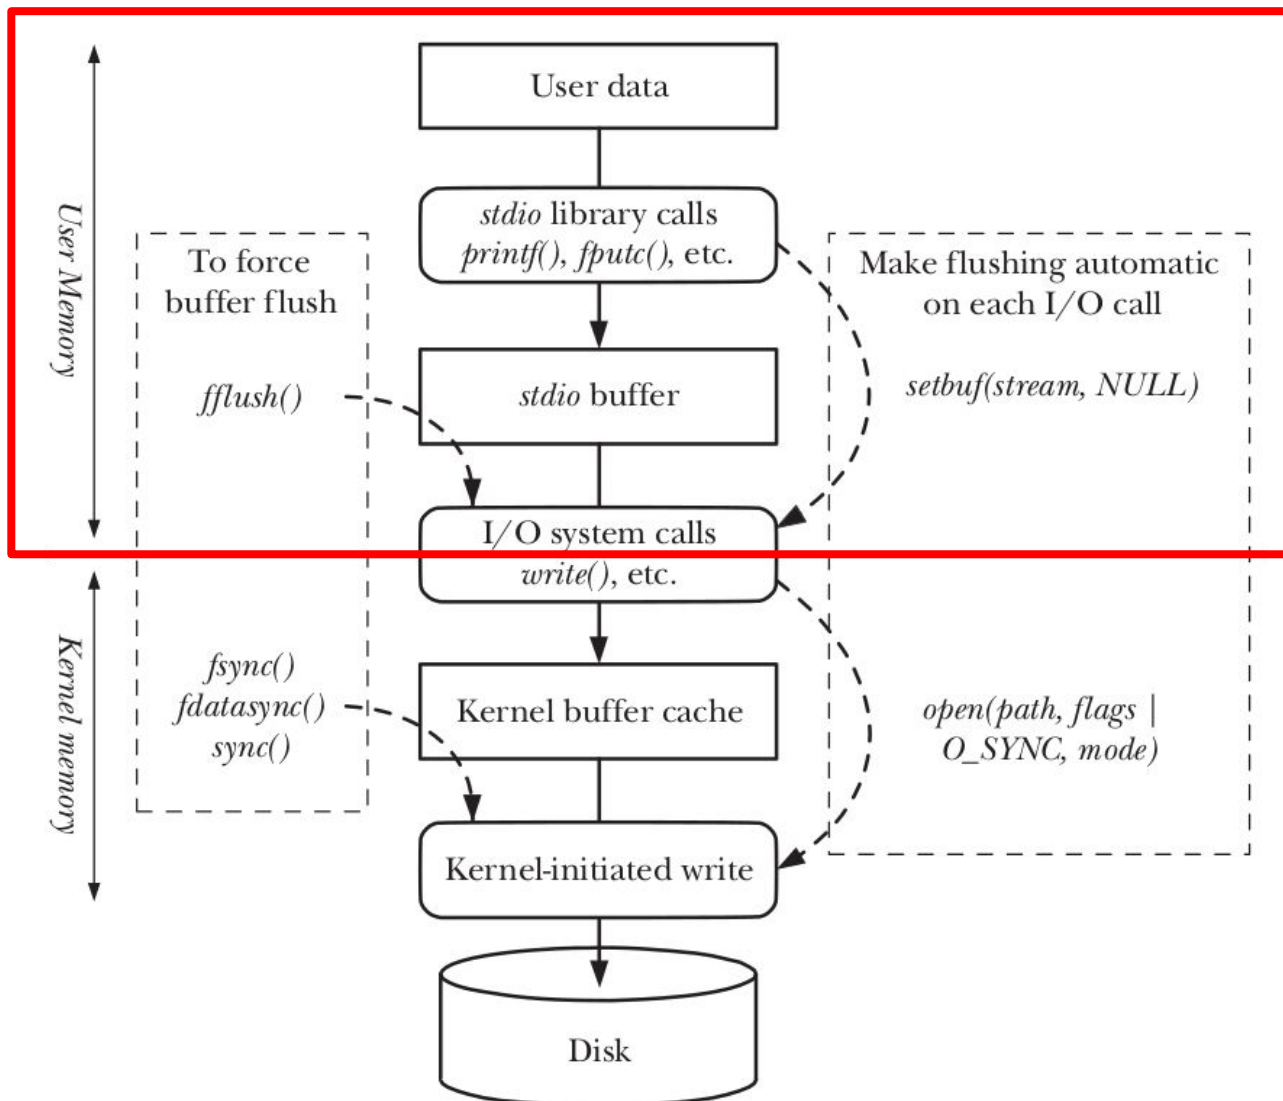 User data
stdio library calls
printf(), fputc(), etc.
To force
buffer flush
Make flushing automatic
on each I/O call
User Memory
fflush()
stdio buffer
setbuf(stream, NULL)
I/O system calls
write(), etc.
Kernel memory
fsync()
fdatasync()
sync()
Kernel buffer cache
open(path, flags |
O_SYNC, mode)
Kernel-initiated write
Disk